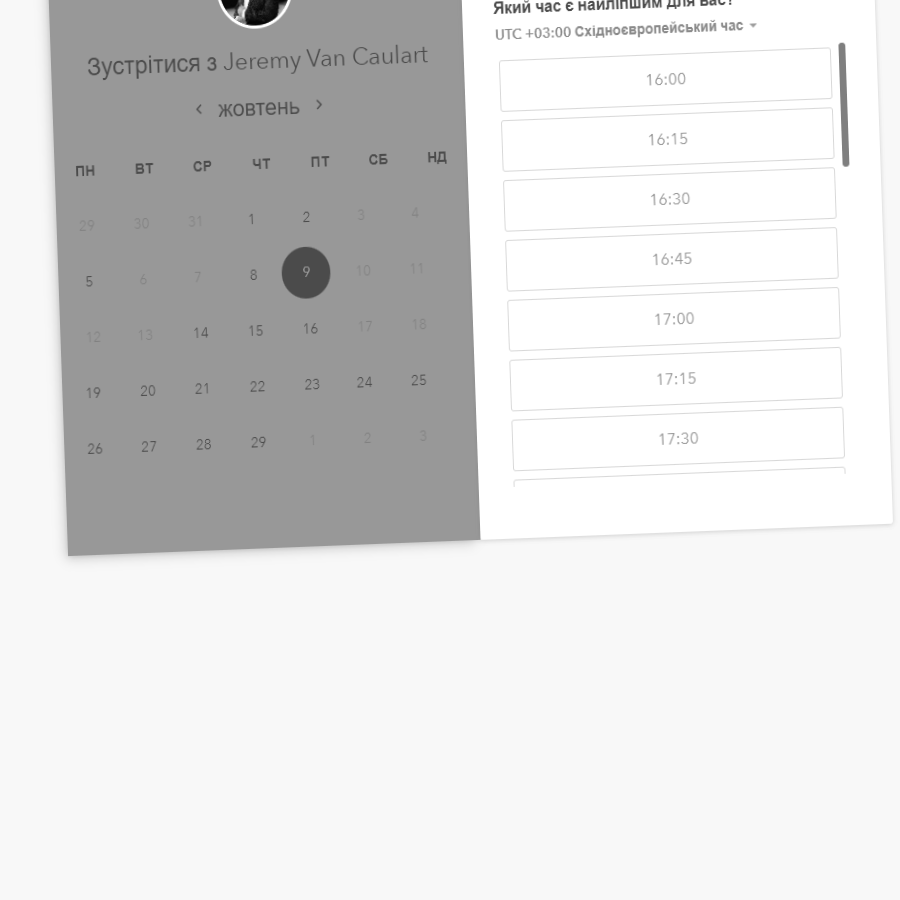 Зустрітися з Jeremy Van Caulart
‹ жовтень ›
ПН ВТ СР ЧТ ПТ СБ НД
29 30 31 1 2 3 4
5 6 7 8 9 10 11
12 13 14 15 16 17 18
19 20 21 22 23 24 25
26 27 28 29 1 2 3
Який час є найліпшим для вас?
UTC +03:00 Східноєвропейський час
16:00
16:15
16:30
16:45
17:00
17:15
17:30